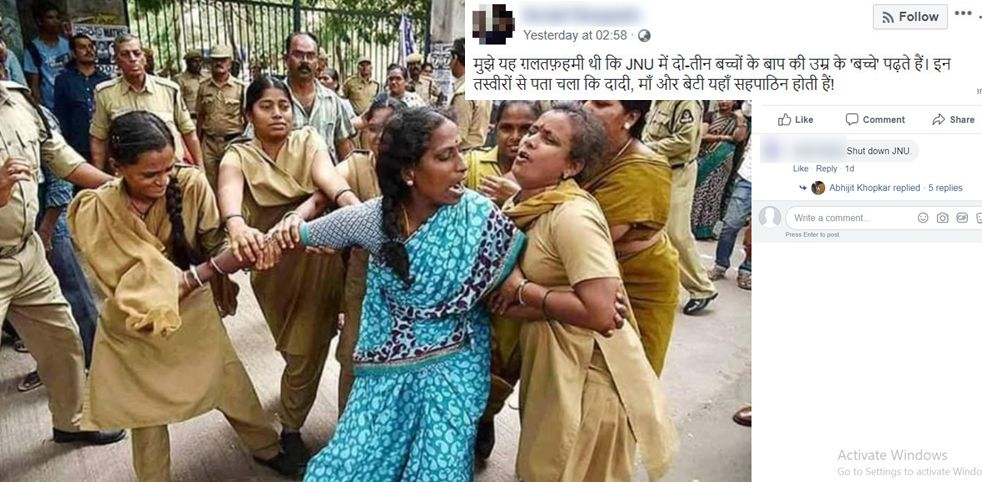 Follow
Yesterday at 02:58
मुझे यह ग़लतफ़हमी थी कि JNU में दो-तीन बच्चों के बाप की उम्र के 'बच्चे' पढ़ते हैं। इन
तस्वीरों से पता चला कि दादी, माँ और बेटी यहाँ सहपाठिन होती हैं!
Like Comment Share
Shut down JNU.
Like Reply 1d
Abhijit Khopkar replied · 5 replies
Write a comment...
Press Enter to post
Activate Windows
Go to Settings to activate Windo